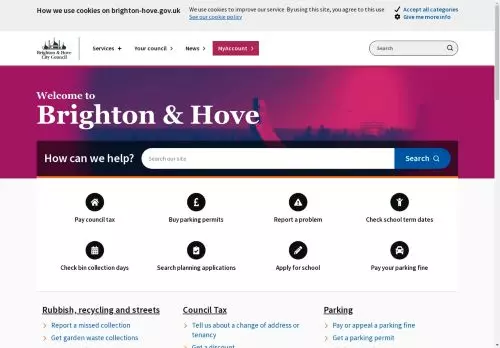 How we use cookies on brighton-hove.gov.uk
We use cookies to improve our service. By using this site, you agree to this use
See our cookie policy
Accept all categories
Give me more info
Brighton & Hove
City Council
Services +
Your council >
News >
MyAccount >
Search
Welcome to
Brighton & Hove
How can we help?
Search our site
Search
Pay council tax
Buy parking permits
Report a problem
Check school term dates
Check bin collection days
Search planning applications
Apply for school
Pay your parking fine
Rubbish, recycling and streets
Council Tax
Parking
> Report a missed collection
> Tell us about a change of address or
tenancy
> Pay or appeal a parking fine
> Get garden waste collections
> Get a discount
> Get a parking permit